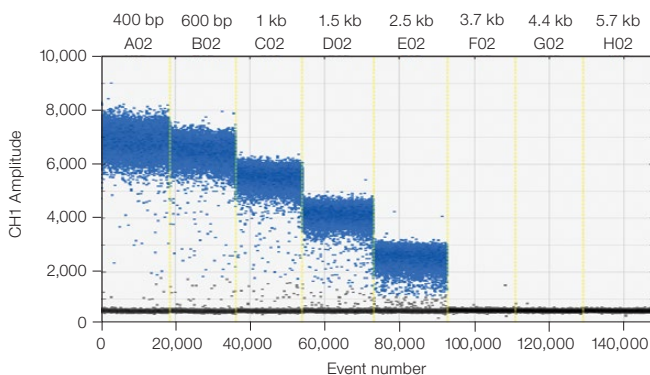 400 bp 600 bp 1 kb 1.5 kb 2.5 kb 3.7 kb 4.4 kb 5.7 kb
A02 B02 C02 D02 E02 F02 G02 H02
10,000
8,000
6,000
4,000
2,000
0
CH1 Amplitude
0 20,000 40,000 60,000 80,000 100,000 120,000 140,000
Event number